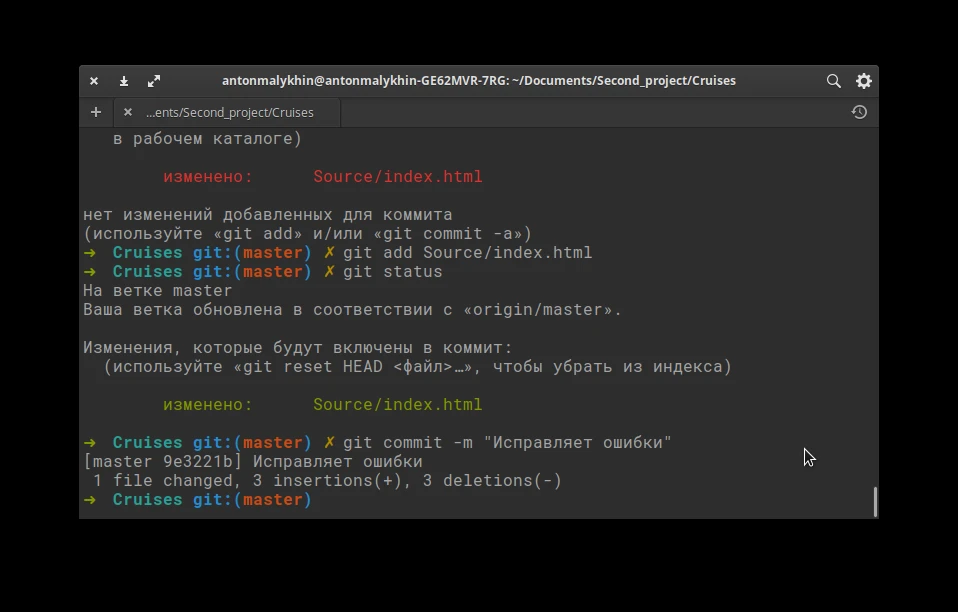 antonmalykhin@antonmalykhin-GE62MVR-7RG: ~/Documents/Second_project/Cruises
...ents/Second_project/Cruises
в рабочем каталоге)
изменено: Source/index.html
нет изменений добавленных для коммита
(используйте «git add» и/или «git commit -a»)
➜ Cruises git:(master) ✗ git add Source/index.html
➜ Cruises git:(master) ✗ git status
На ветке master
Ваша ветка обновлена в соответствии с «origin/master».
Изменения, которые будут включены в коммит:
(используйте «git reset HEAD <файл>…», чтобы убрать из индекса)
изменено: Source/index.html
➜ Cruises git:(master) ✗ git commit -m "Исправляет ошибки"
[master 9e3221b] Исправляет ошибки
1 file changed, 3 insertions(+), 3 deletions(-)
➜ Cruises git:(master)